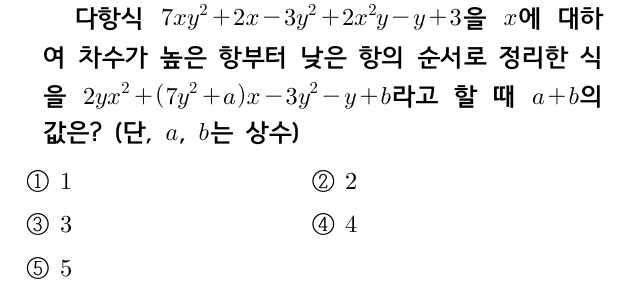 다항식 $7xy^2+2x-3y^2+2x^2y-y+3$을 $x$에 대하
여 차수가 높은 항부터 낮은 항의 순서로 정리한 식
을 $2yx^2+(7y^2+a)x-3y^2-y+b$라고 할 때 $a+b$의
값은? (단, $a$, $b$는 상수)
① 1 ② 2
③ 3 ④ 4
⑤ 5